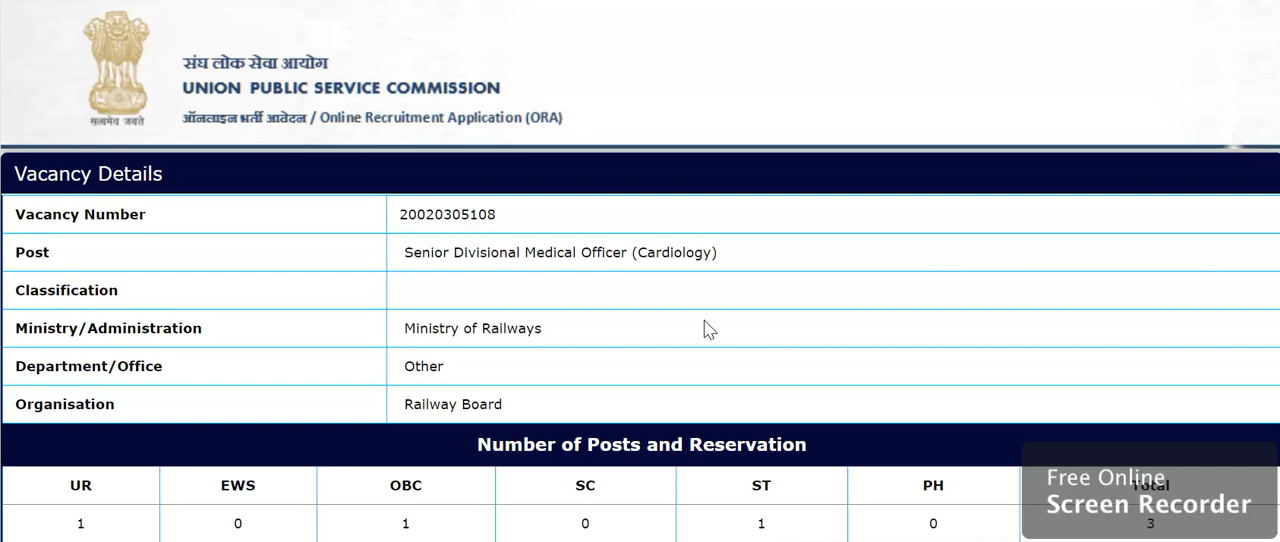 सत्यमेव जयते
संघ लोक सेवा आयोग
UNION PUBLIC SERVICE COMMISSION
ऑनलाइन भर्ती आवेदन / Online Recruitment Application (ORA)
Vacancy Details
Vacancy Number 20020305108
Post Senior Divisional Medical Officer (Cardiology)
Classification
Ministry/Administration Ministry of Railways
Department/Office Other
Organisation Railway Board
Number of Posts and Reservation
UR EWS OBC SC ST PH Total
1 0 1 0 1 0 3
Free Online
Screen Recorder